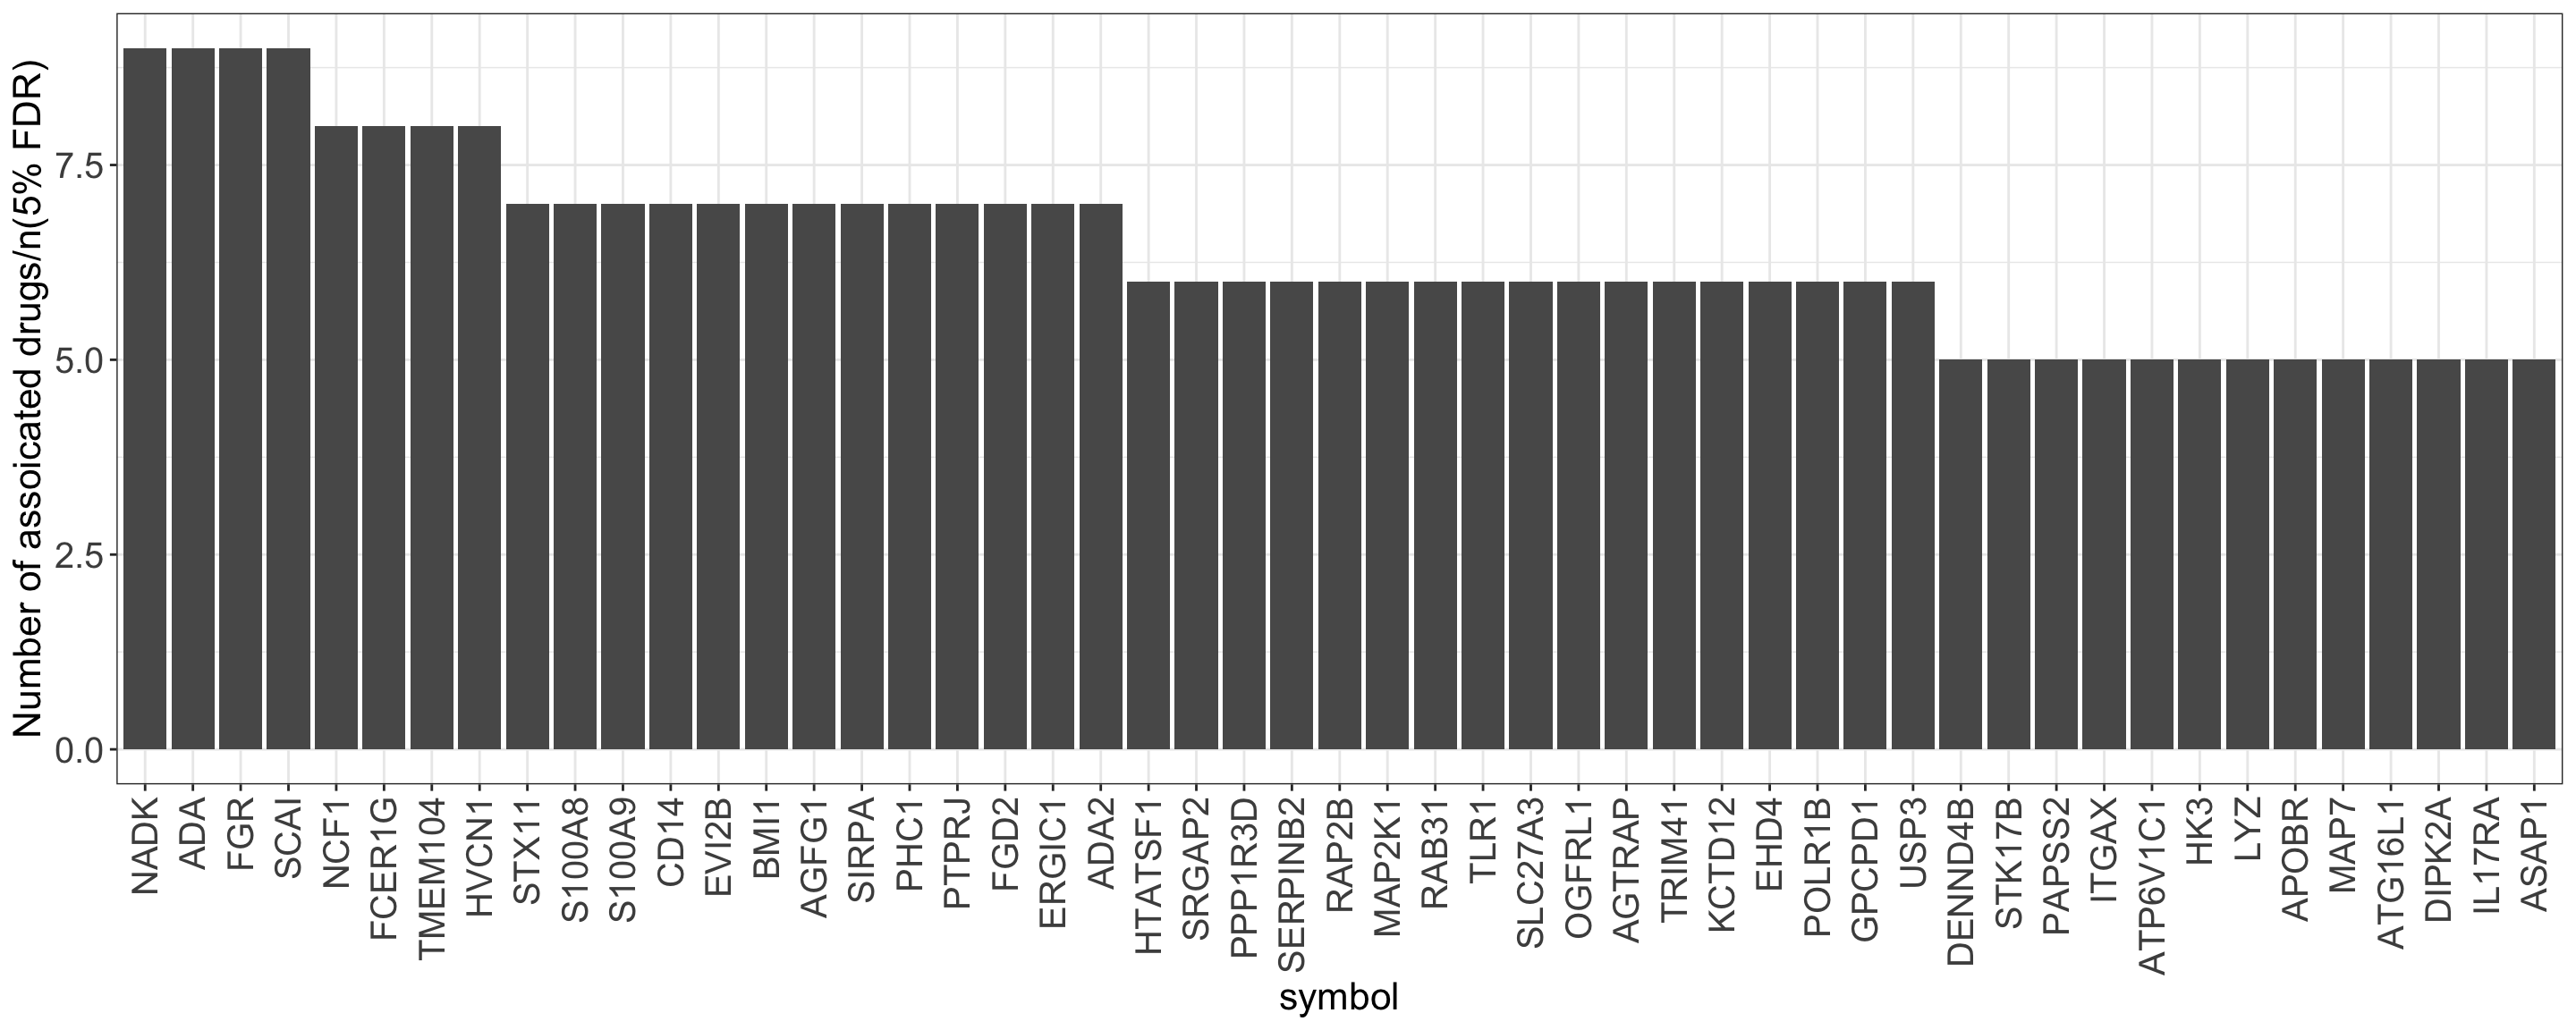 Number of assoicated drugs/n(5% FDR)
7.5
5.0
2.5
0.0
NADK
ADA
FGR
SCAI
NCF1
FCER1G
TMEM104
HVCN1
STX11
S100A8
S100A9
CD14
EVI2B
BMI1
AGFG1
SIRPA
PHC1
PTPRJ
FGD2
ERGIC1
ADA2
HTATSF1
SRGAP2
PPP1R3D
SERPINB2
RAP2B
MAP2K1
RAB31
TLR1
SLC27A3
OGFRL1
AGTRAP
TRIM41
KCTD12
EHD4
POLR1B
GPCPD1
USP3
DENND4B
STK17B
PAPSS2
ITGAX
ATP6V1C1
HK3
LYZ
APOBR
MAP7
ATG16L1
DIPK2A
IL17RA
ASAP1
symbol